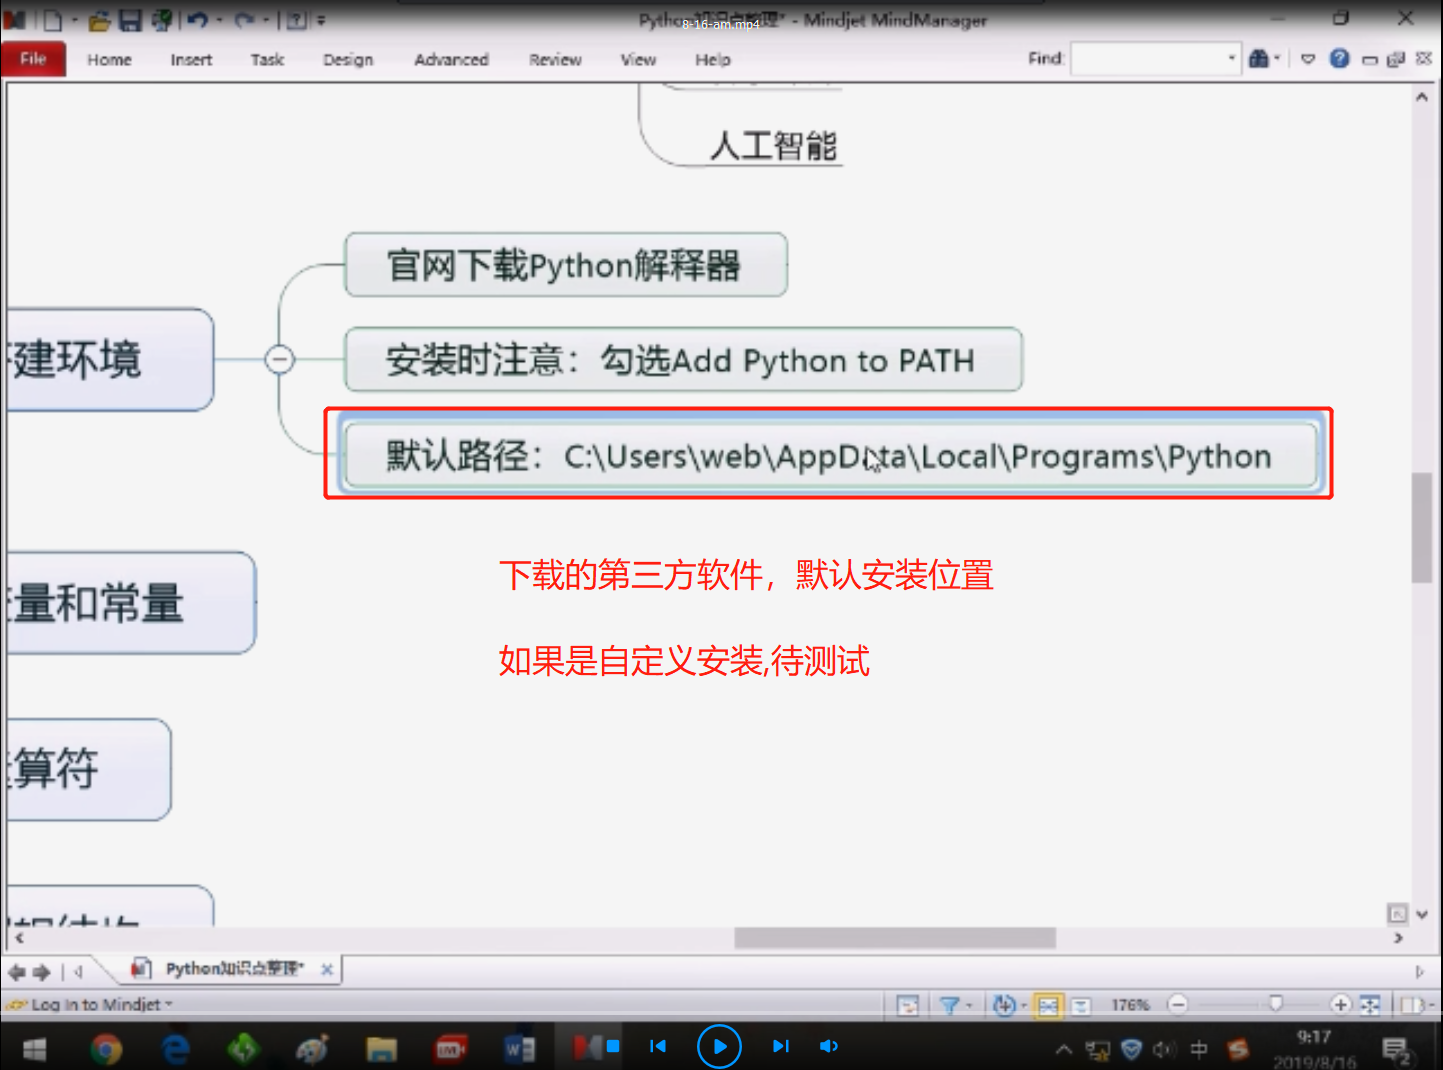 Python知识点整理* - Mindjet MindManager
8-16-am.mp4
File Home Insert Task Design Advanced Review View Help Find:
人工智能
官网下载Python解释器
建环境
安装时注意：勾选Add Python to PATH
默认路径：C:\Users\web\AppData\Local\Programs\Python
下载的第三方软件，默认安装位置
量和常量
如果是自定义安装,待测试
算符
Python知识点整理*
Log In to Mindjet
176%
9:17
中
2019/8/16
2